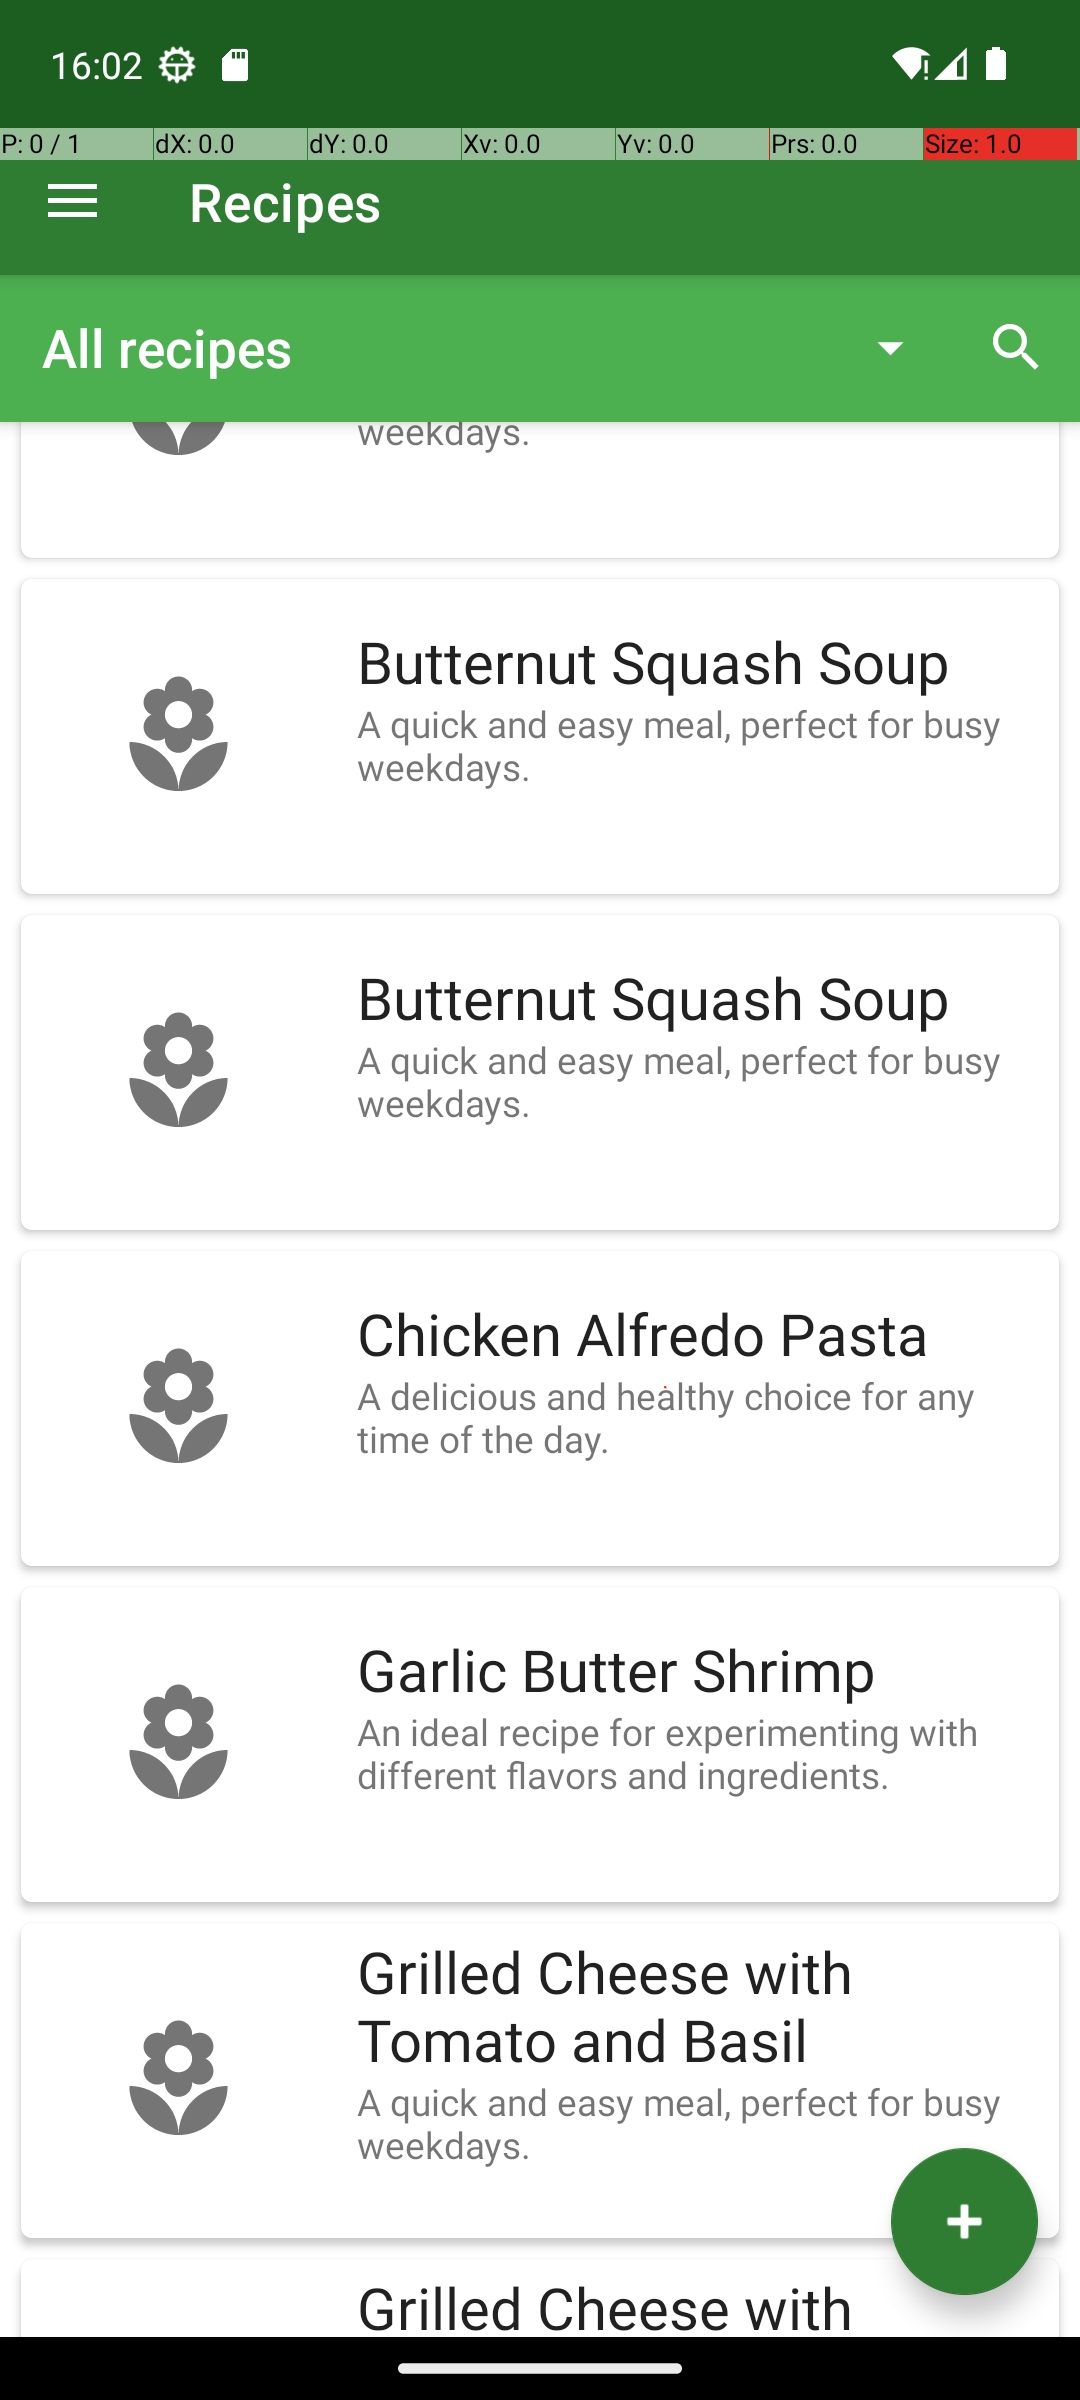 16:02
P: 0 / 1
dX: 0.0
dY: 0.0
Xv: 0.0
Yv: 0.0
Prs: 0.0
Size: 1.0
Recipes
All recipes
weekdays.
Butternut Squash Soup
A quick and easy meal, perfect for busy
weekdays.
Butternut Squash Soup
A quick and easy meal, perfect for busy
weekdays.
Chicken Alfredo Pasta
A delicious and healthy choice for any
time of the day.
Garlic Butter Shrimp
An ideal recipe for experimenting with
different flavors and ingredients.
Grilled Cheese with
Tomato and Basil
A quick and easy meal, perfect for busy
weekdays.
Grilled Cheese with